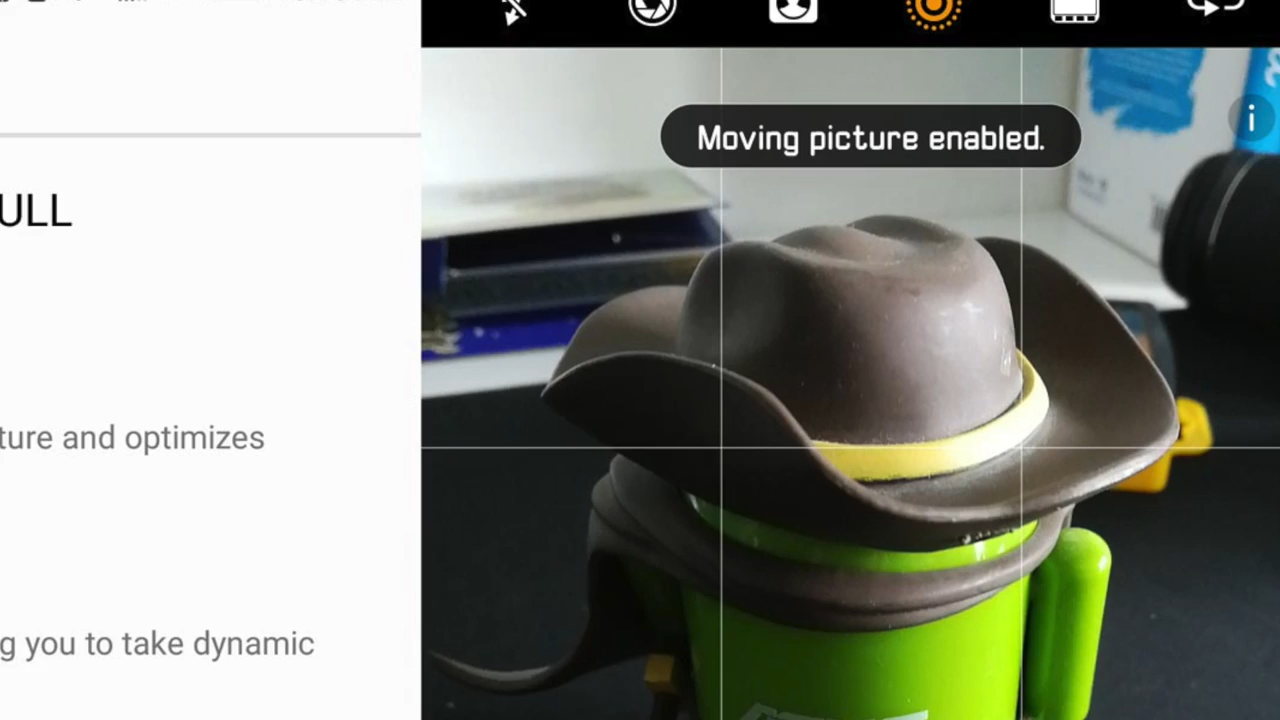 ULL
ture and optimizes
g you to take dynamic
Moving picture enabled.
i